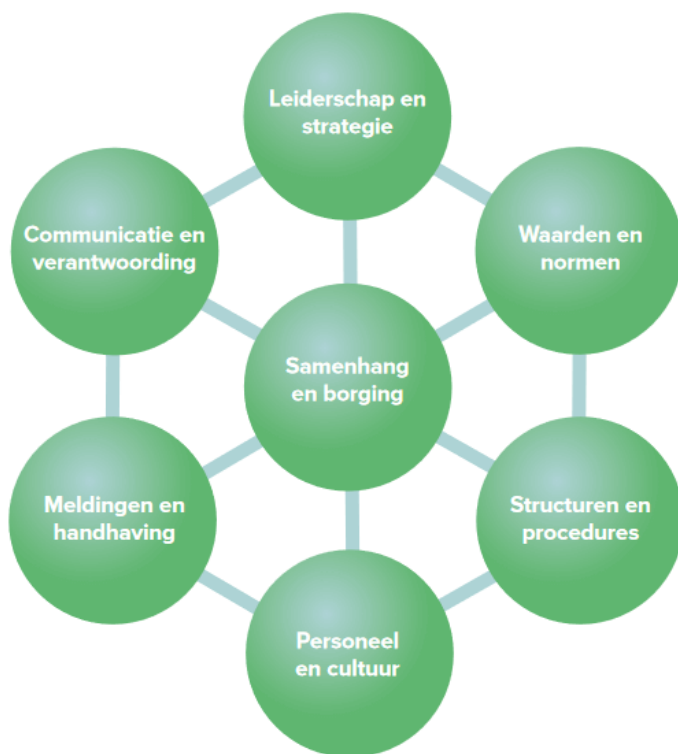 Leiderschap en
strategie
Communicatie en
verantwoording
Waarden en
normen
Samenhang
en borging
Meldingen en
handhaving
Structuren en
procedures
Personeel
en cultuur